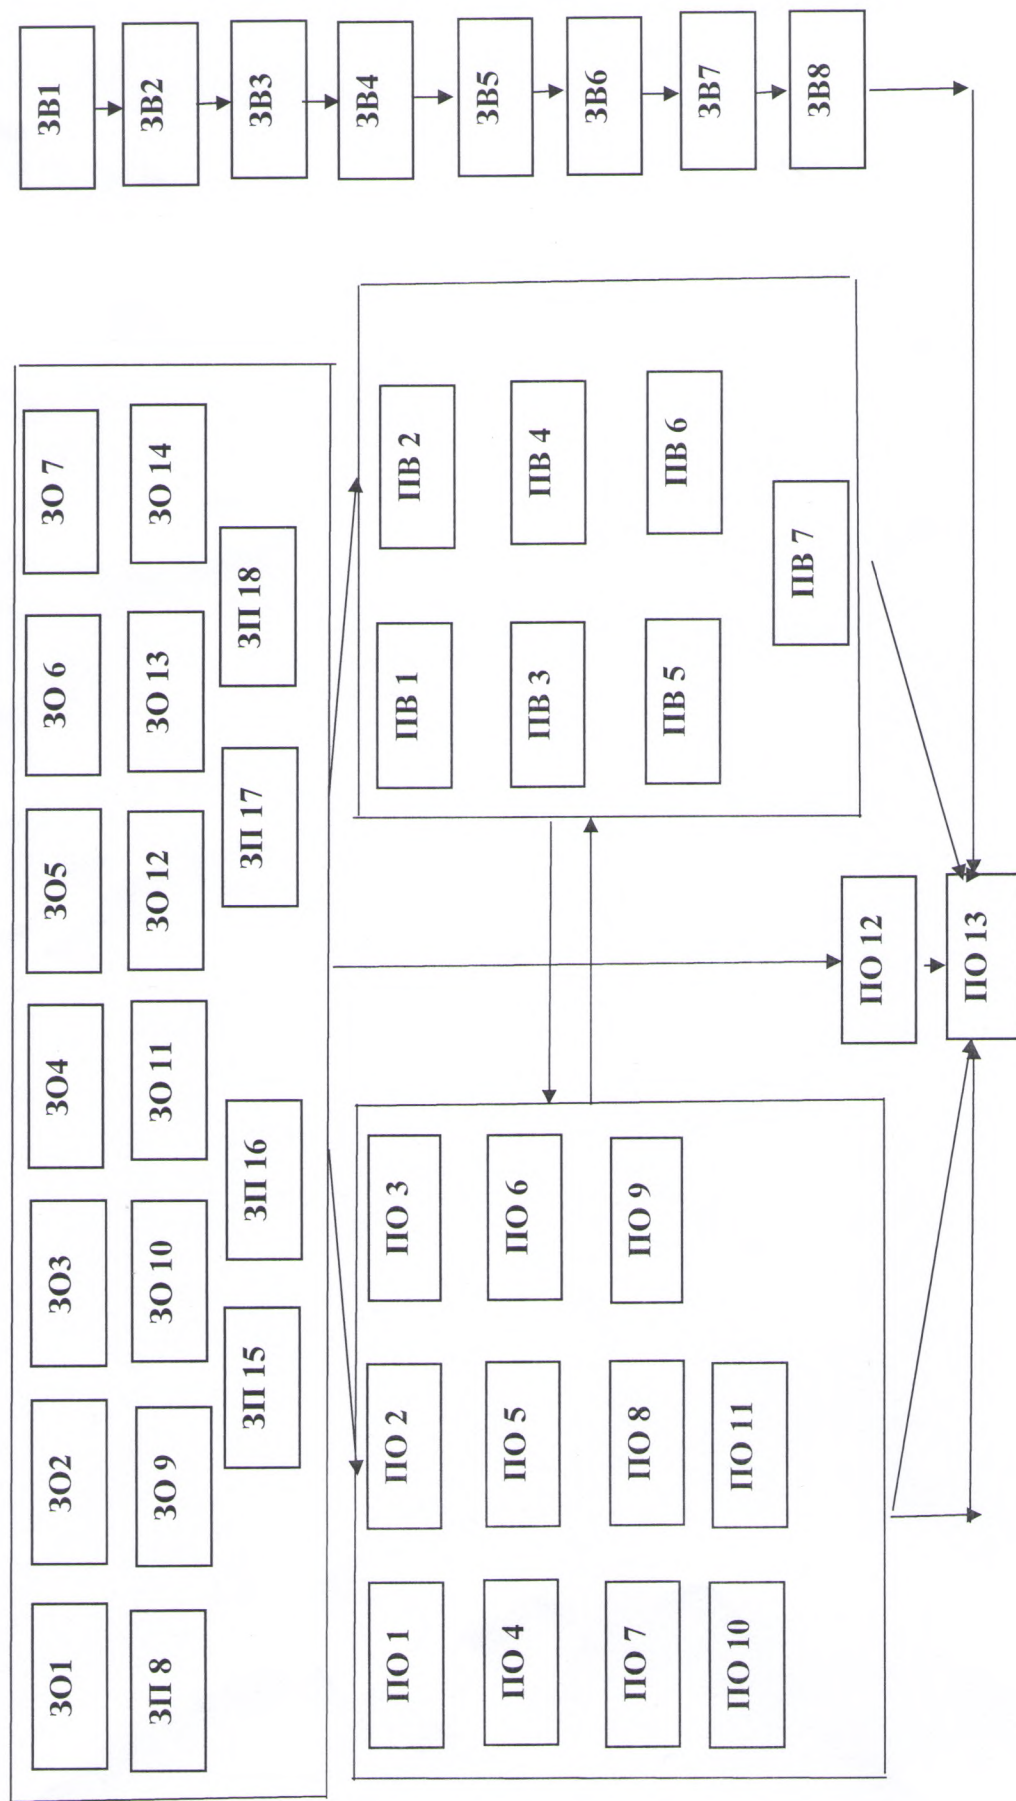 ЗО1
ЗО2
ЗО3
ЗО4
ЗО5
ЗО 6
ЗО 7
ЗП 8
ЗО 9
ЗО 10
ЗО 11
ЗО 12
ЗО 13
ЗО 14
ЗП 15
ЗП 16
ЗП 17
ЗП 18
ЗВ1
ЗВ2
ЗВ3
ЗВ4
ЗВ5
ЗВ6
ЗВ7
ЗВ8
ПО 1
ПО 2
ПО 3
ПО 4
ПО 5
ПО 6
ПО 7
ПО 8
ПО 9
ПО 10
ПО 11
ПВ 1
ПВ 2
ПВ 3
ПВ 4
ПВ 5
ПВ 6
ПВ 7
ПО 12
ПО 13